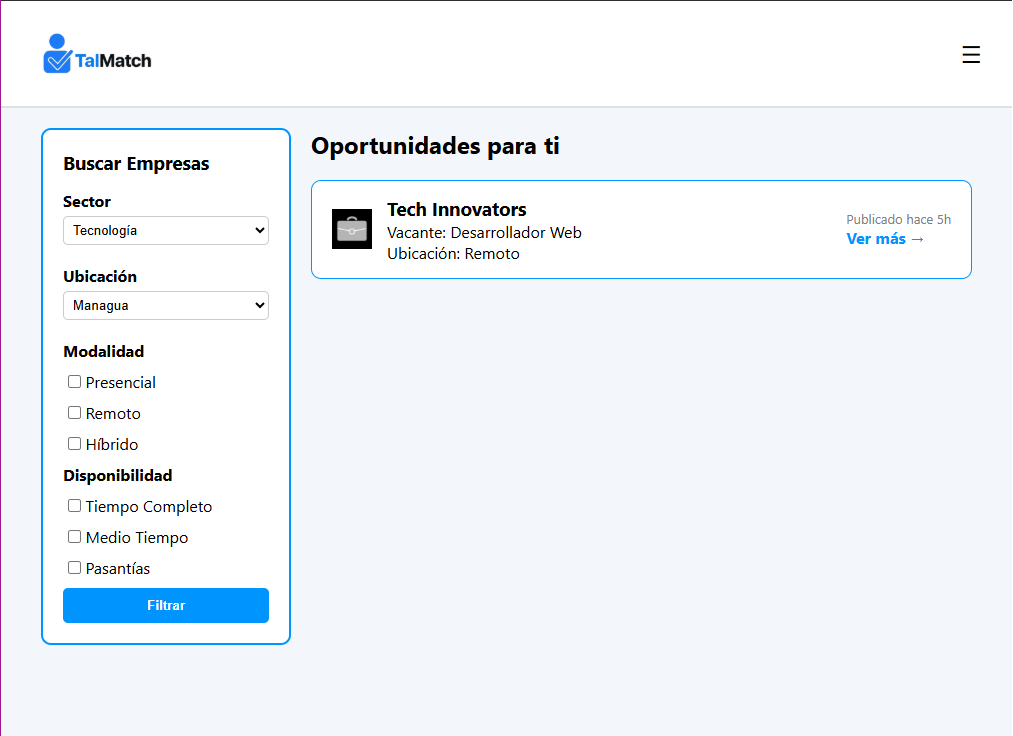 TalMatch
☰
Buscar Empresas
Sector
Tecnología
Ubicación
Managua
Modalidad
Presencial
Remoto
Híbrido
Disponibilidad
Tiempo Completo
Medio Tiempo
Pasantías
Filtrar
Oportunidades para ti
Tech Innovators
Vacante: Desarrollador Web
Ubicación: Remoto
Publicado hace 5h
Ver más →